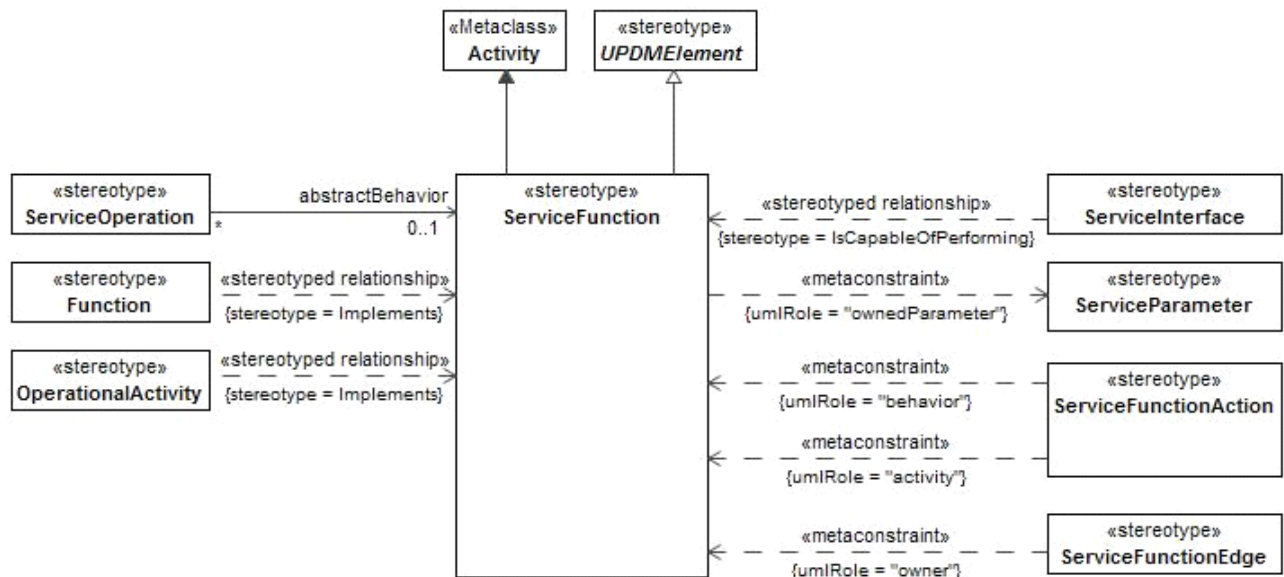 «Metaclass»
Activity
«stereotype»
UPDMElement
«stereotype»
ServiceOperation
abstractBehavior
*
0..1
«stereotype»
Function
«stereotyped relationship»
{stereotype = Implements}
«stereotype»
OperationalActivity
«stereotyped relationship»
{stereotype = Implements}
«stereotype»
ServiceFunction
«stereotyped relationship»
{stereotype = IsCapableOfPerforming}
«stereotype»
ServiceInterface
«metaconstraint»
{umlRole = "ownedParameter"}
«stereotype»
ServiceParameter
«metaconstraint»
{umlRole = "behavior"}
«stereotype»
ServiceFunctionAction
«metaconstraint»
{umlRole = "activity"}
«metaconstraint»
{umlRole = "owner"}
«stereotype»
ServiceFunctionEdge